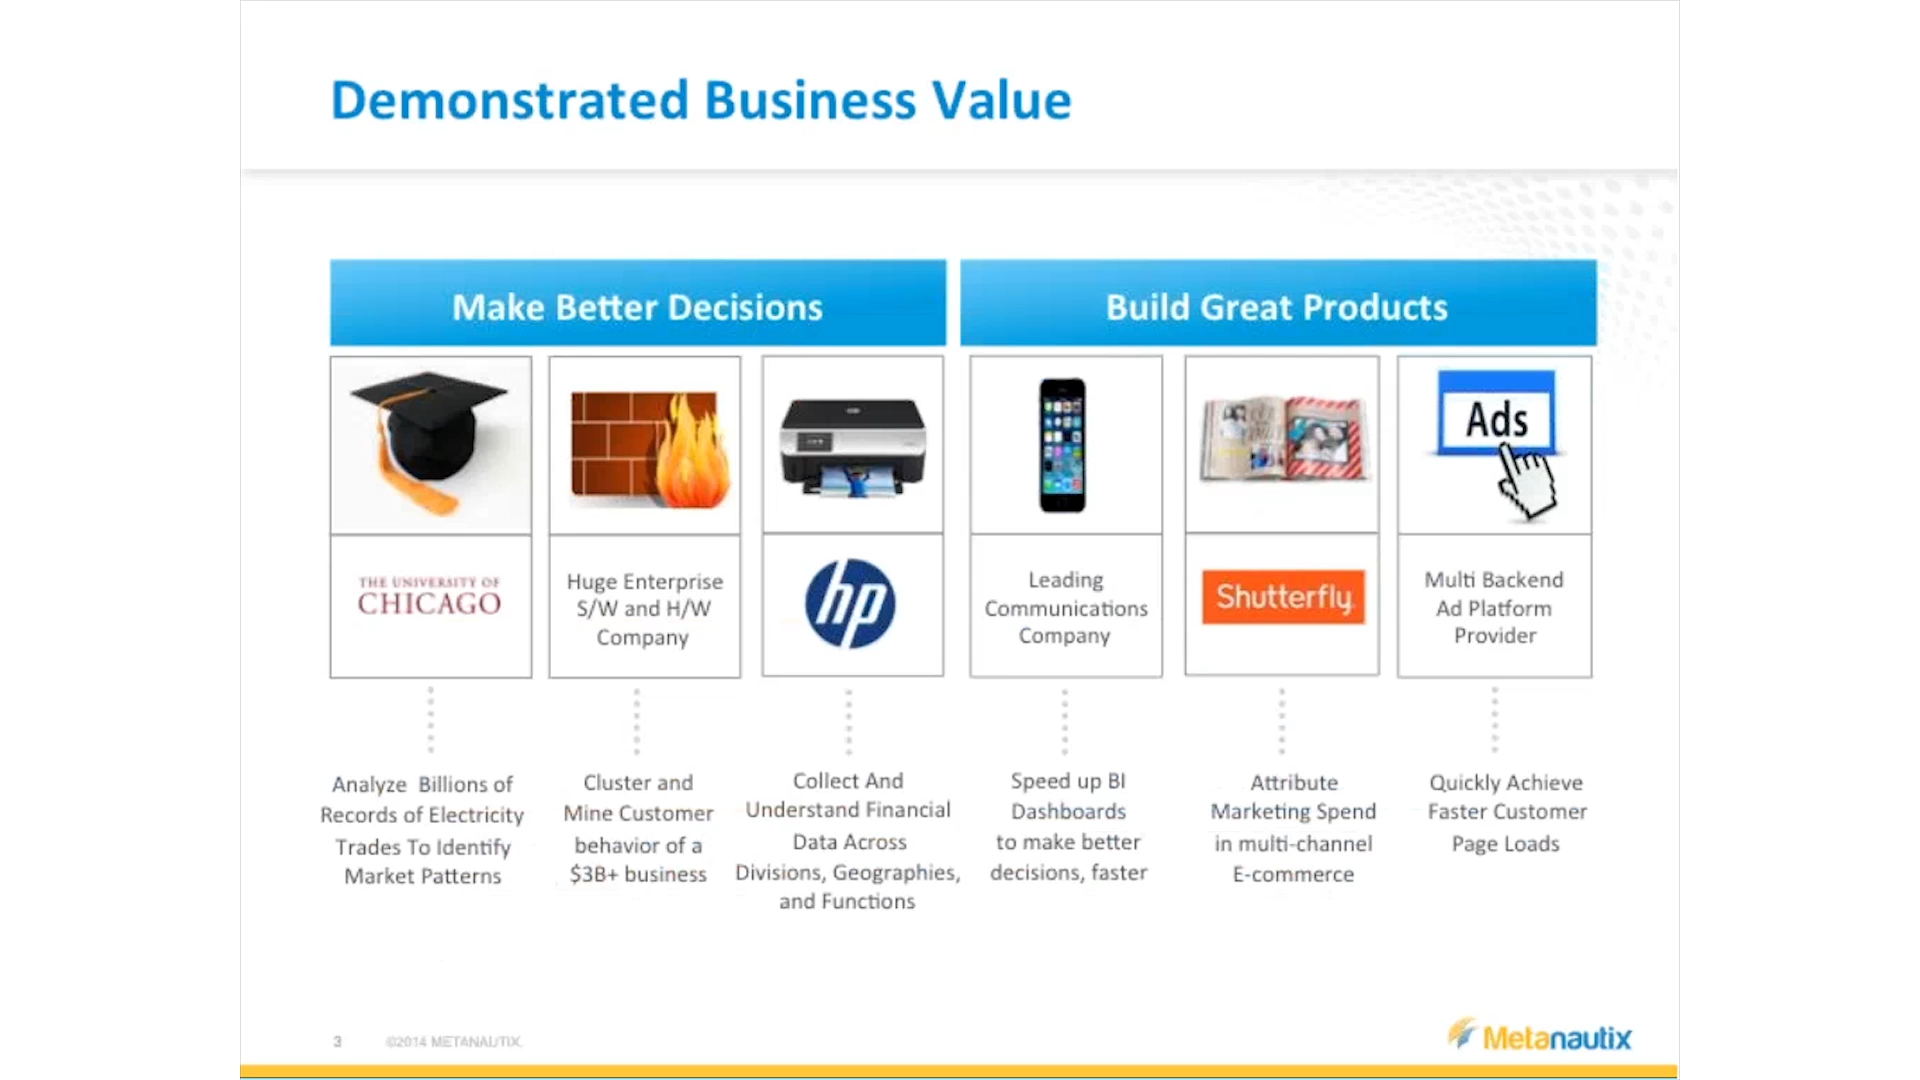 Demonstrated Business Value
Make Better Decisions
Build Great Products
Ads
THE UNIVERSITY OF
CHICAGO
Huge Enterprise
S/W and H/W
Company
hp
Leading
Communications
Company
Shutterfly
Multi Backend
Ad Platform
Provider
Analyze Billions of
Records of Electricity
Trades To Identify
Market Patterns
Cluster and
Mine Customer
behavior of a
$3B+ business
Collect And
Understand Financial
Data Across
Divisions, Geographies,
and Functions
Speed up BI
Dashboards
to make better
decisions, faster
Attribute
Marketing Spend
in multi-channel
E-commerce
Quickly Achieve
Faster Customer
Page Loads
3
©2014 METANAUTIX.
Metanautix